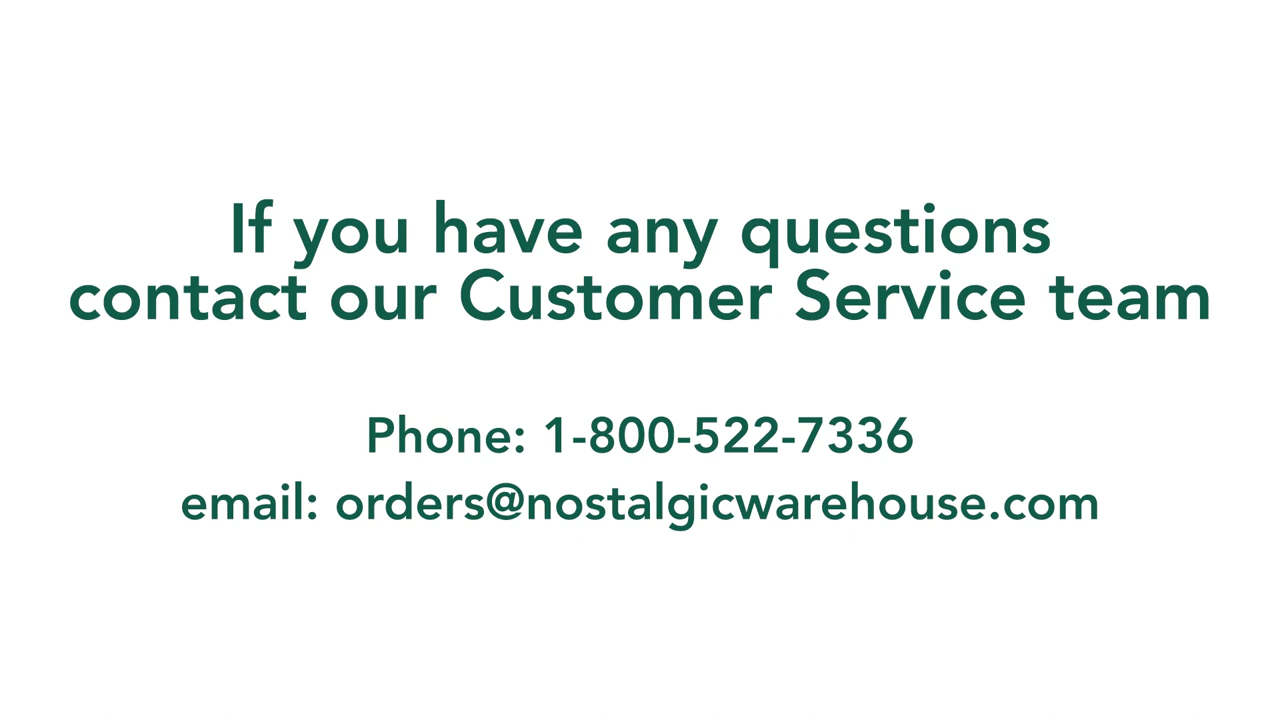 If you have any questions
contact our Customer Service team
Phone: 1-800-522-7336
email: orders@nostalgicwarehouse.com